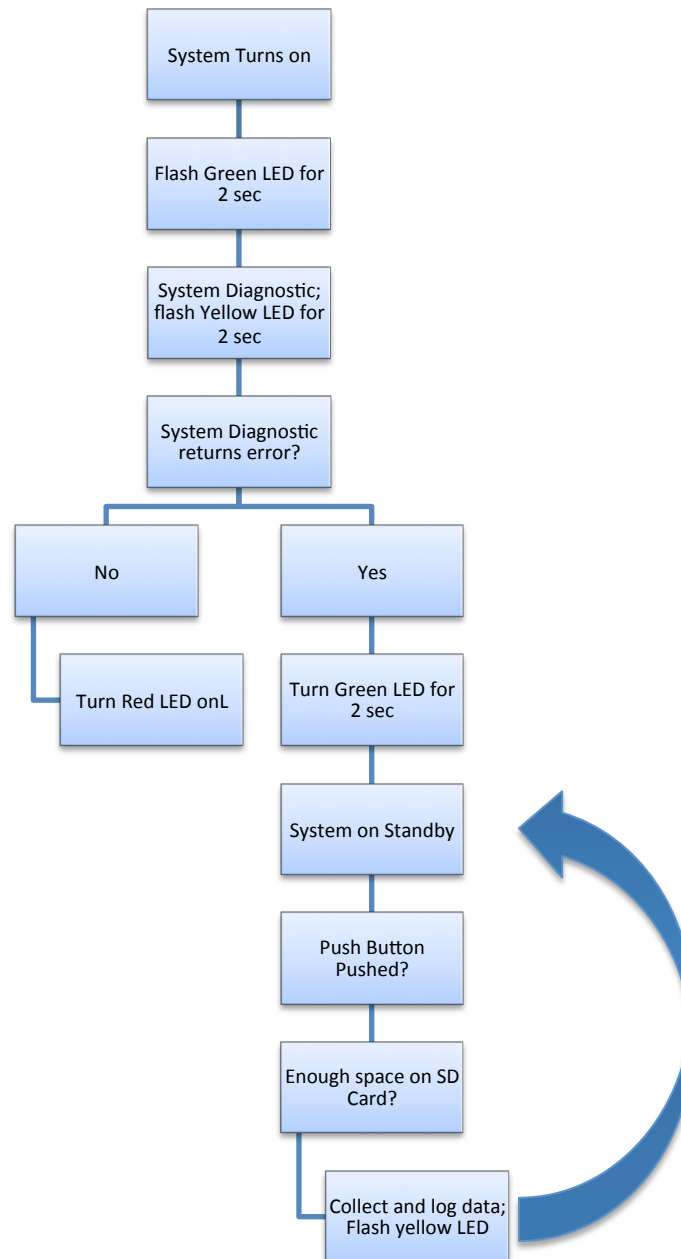 System Turns on
Flash Green LED for
2 sec
System Diagnostic;
flash Yellow LED for
2 sec
System Diagnostic
returns error?
No
Yes
Turn Red LED onL
Turn Green LED for
2 sec
System on Standby
Push Button
Pushed?
Enough space on SD
Card?
Collect and log data;
Flash yellow LED